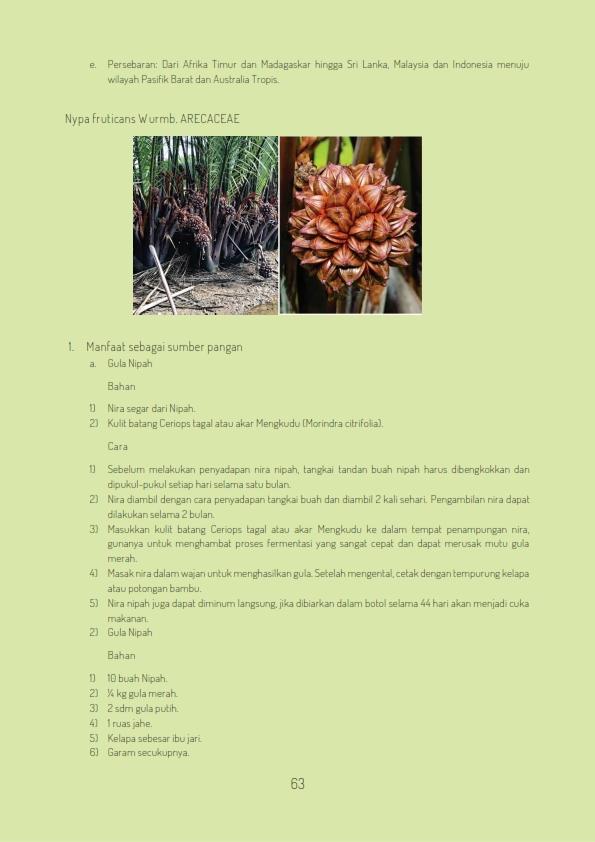 e. Persebaran: Dari Afrika Timur dan Madagaskar hingga Sri Lanka, Malaysia dan Indonesia menuju
wilayah Pasifik Barat dan Australia Tropis.
Nypa fruticans Wurmb. ARECACEAE
1. Manfaat sebagai sumber pangan
a. Gula Nipah
Bahan
1) Nira segar dari Nipah.
2) Kulit batang Ceriops tagal atau akar Mengkudu (Morindra citrifolia).
Cara
1) Sebelum melakukan penyadapan nira nipah, tangkai tandan buah nipah harus dibengkokkan dan
dipukul-pukul setiap hari selama satu bulan.
2) Nira diambil dengan cara penyadapan tangkai buah dan diambil 2 kali sehari. Pengambilan nira dapat
dilakukan selama 2 bulan.
3) Masukkan kulit batang Ceriops tagal atau akar Mengkudu ke dalam tempat penampungan nira,
gunanya untuk menghambat proses fermentasi yang sangat cepat dan dapat merusak mutu gula
merah.
4) Masak nira dalam wajan untuk menghasilkan gula. Setelah mengental, cetak dengan tempurung kelapa
atau potongan bambu.
5) Nira nipah juga dapat diminum langsung, jika dibiarkan dalam botol selama 44 hari akan menjadi cuka
makanan.
2) Gula Nipah
Bahan
1) 10 buah Nipah.
2) ¼ kg gula merah.
3) 2 sdm gula putih.
4) 1 ruas jahe.
5) Kelapa sebesar ibu jari.
6) Garam secukupnya.
63